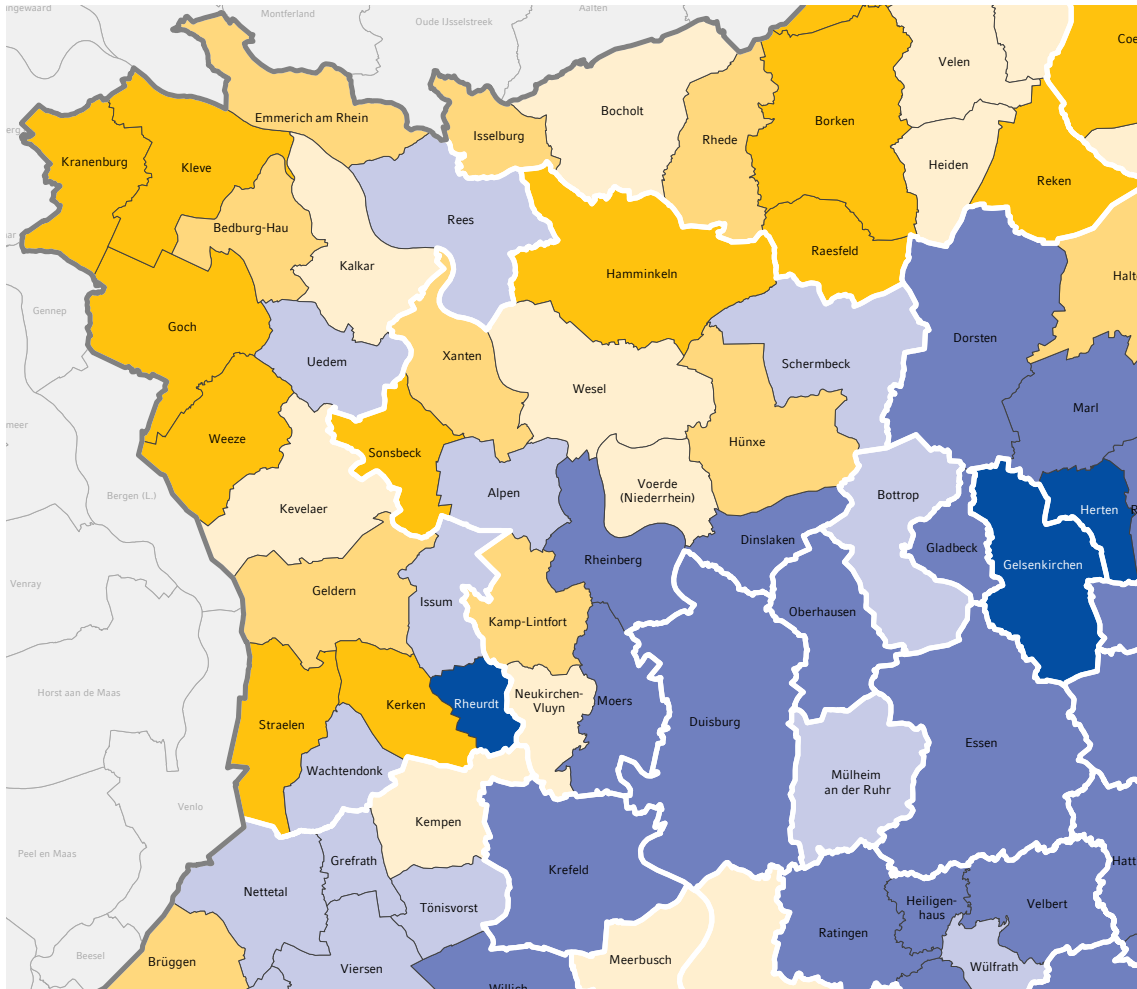 Montferland
Oude IJsselstreek
Aalten
Coe
Velen
Bocholt
Emmerich am Rhein
Isselburg
Rhede
Borken
Kranenburg
Kleve
Heiden
Reken
Rees
Bedburg-Hau
Raesfeld
Kalkar
Hamminkeln
Halte
Gennep
Goch
Dorsten
Xanten
Uedem
Schermbeck
Wesel
Marl
Weeze
Hünxe
Sonsbeck
Voerde
(Niederrhein)
Alpen
Bottrop
Bergen (L.)
Kevelaer
Herten
Dinslaken
Gladbeck
Rheinberg
Gelsenkirchen
Venray
Geldern
Issum
Oberhausen
Kamp-Lintfort
Horst aan de Maas
Neukirchen-
Vluyn
Moers
Rheurdt
Kerken
Straelen
Duisburg
Essen
Wachtendonk
Mülheim
an der Ruhr
Venlo
Kempen
Peel en Maas
Grefrath
Hatt
Krefeld
Nettetal
Heiligen-
haus
Velbert
Tönisvorst
Ratingen
Beesel
Brüggen
Meerbusch
Viersen
Wülfrath
Willich